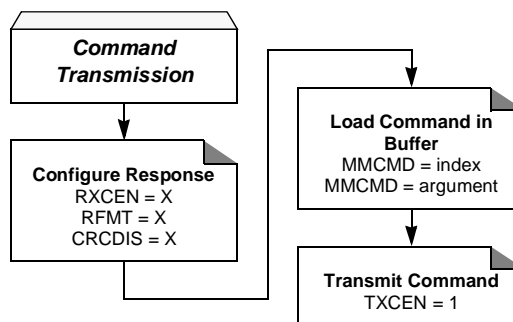 Command
Transmission
Configure Response
RXCEN = X
RFMT = X
CRCDIS = X
Load Command in
Buffer
MMCMD = index
MMCMD = argument
Transmit Command
TXCEN = 1